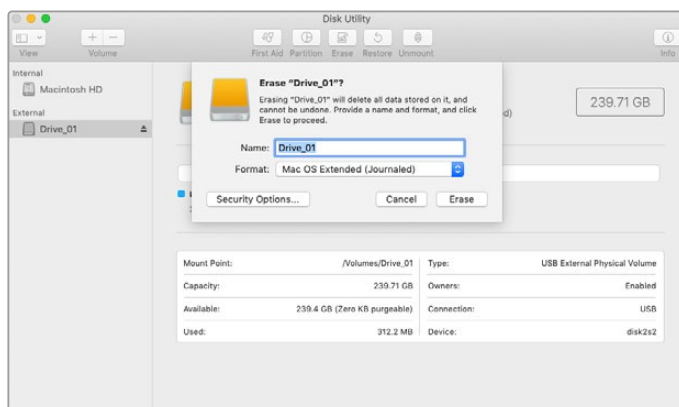 Disk Utility
View
Volume
First Aid Partition Erase Restore Unmount
Info
Internal
Macintosh HD
External
Drive_01
Erase “Drive_01”?
Erasing “Drive_01” will delete all data stored on it, and
cannot be undone. Provide a name and format, and click
Erase to proceed.
Name: Drive_01
Format: Mac OS Extended (Journaled)
Security Options... Cancel Erase
239.71 GB
Mount Point: /Volumes/Drive_01 Type: USB External Physical Volume
Capacity: 239.71 GB Owners: Enabled
Available: 239.4 GB (Zero KB purgeable) Connection: USB
Used: 312.2 MB Device: disk2s2